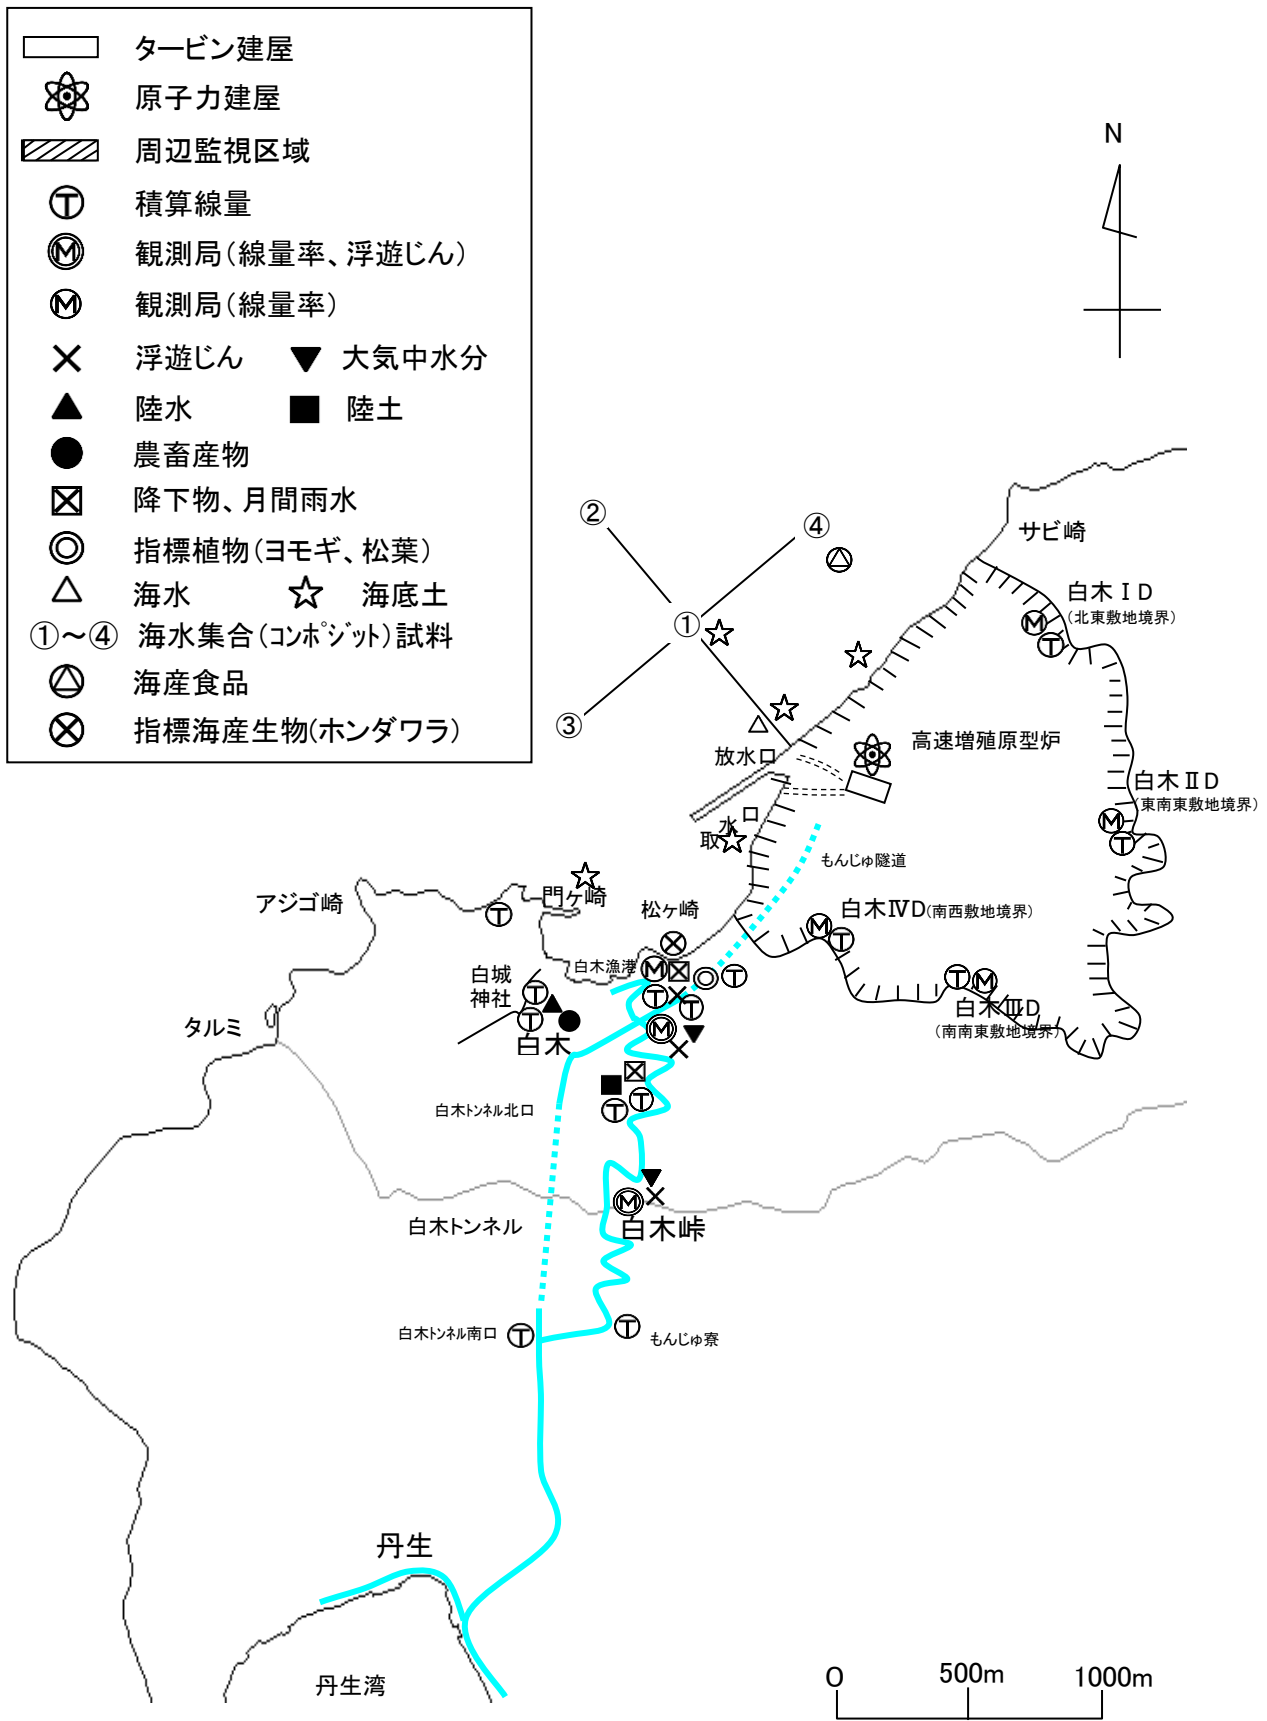 タービン建屋
原子力建屋
周辺監視区域
Ⓣ 積算線量
Ⓜ 観測局(線量率、浮遊じん)
Ⓜ 観測局(線量率)
浮遊じん 大気中水分
陸水 陸土
農畜産物
降下物、月間雨水
指標植物(ヨモギ、松葉)
海水 海底土
①～④ 海水集合(コンポジット)試料
海産食品
指標海産生物(ホンダワラ)
N
サビ崎
②
④
①
③
白木ⅠD
(北東敷地境界)
Ⓜ
Ⓣ
高速増殖原型炉
放水口
白木ⅡD
(東南東敷地境界)
Ⓜ
Ⓣ
取水口
もんじゅ隧道
アジゴ崎
門ヶ崎
Ⓣ
松ヶ崎
白木ⅣD(南西敷地境界)
Ⓜ
Ⓣ
白木漁港
Ⓜ
Ⓣ
Ⓣ
Ⓣ
Ⓣ Ⓜ
白木ⅢD
(南南東敷地境界)
白城
神社
Ⓣ
Ⓣ
白木
タルミ
Ⓜ
白木トンネル北口
Ⓣ
Ⓣ
Ⓜ
白木峠
白木トンネル
白木トンネル南口
Ⓣ
Ⓣ
もんじゅ寮
丹生
丹生湾
0 500m 1000m